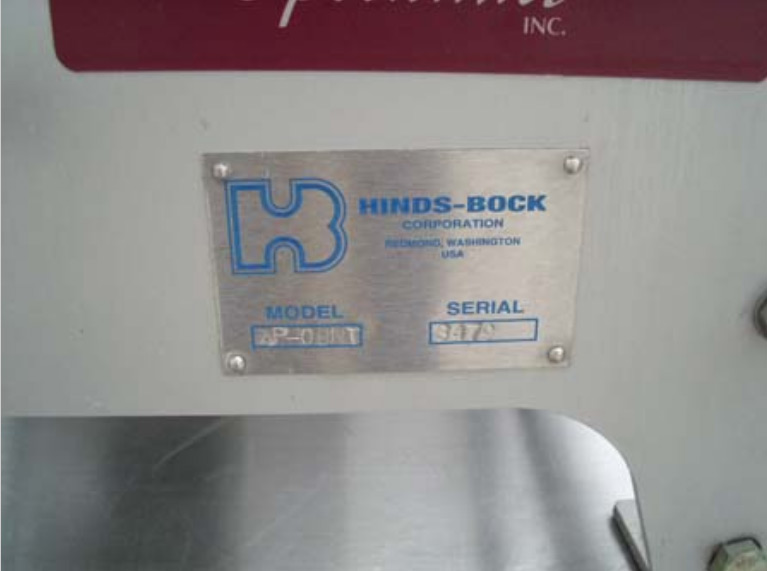 INC.
HINDS-BOCK
CORPORATION
REDMOND, WASHINGTON
USA
MODEL
SERIAL